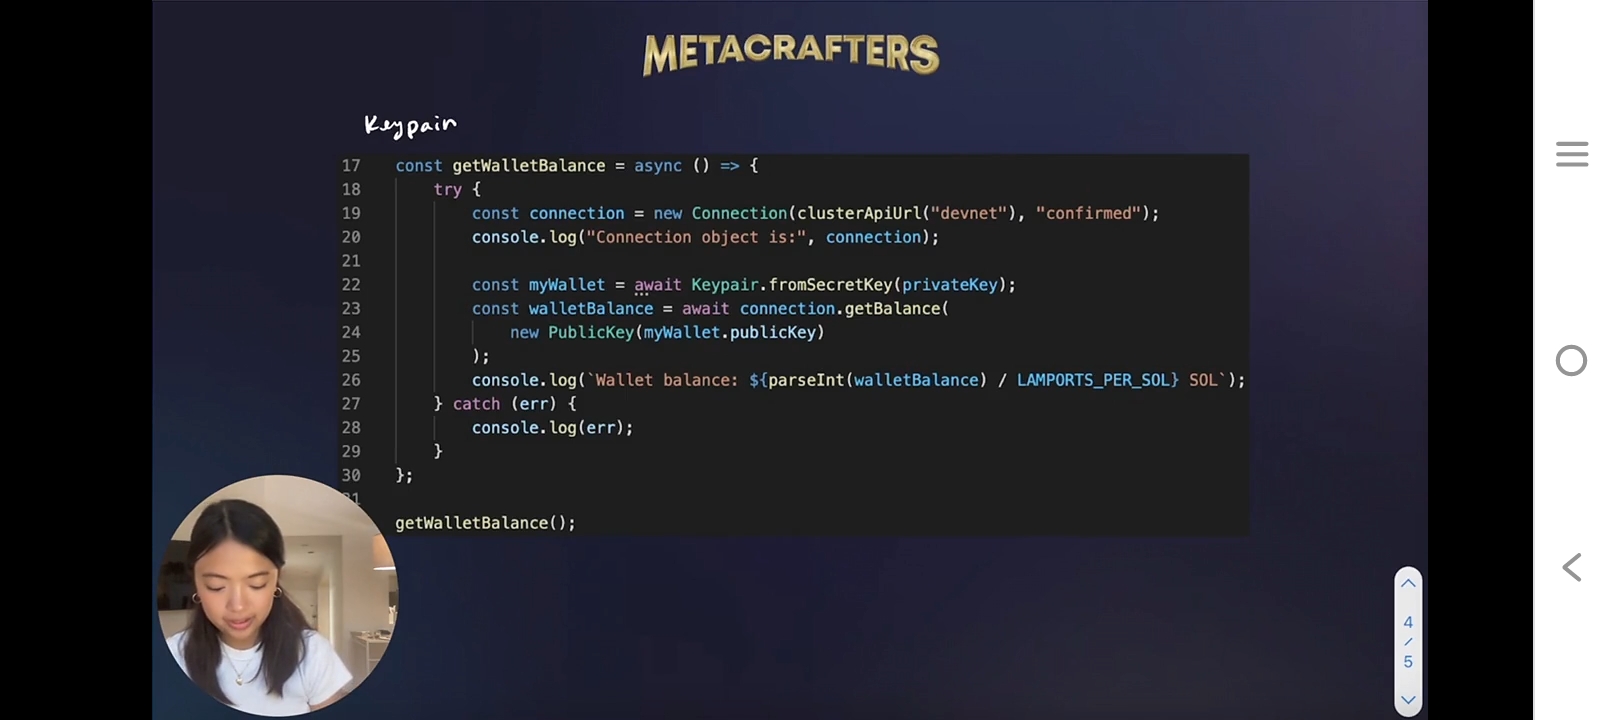 METACRAFTERS
Keypair
17 const getWalletBalance = async () => {
18 try {
19 const connection = new Connection(clusterApiUrl("devnet"), "confirmed");
20 console.log("Connection object is:", connection);
21
22 const myWallet = await Keypair.fromSecretKey(privateKey);
23 const walletBalance = await connection.getBalance(
24 new PublicKey(myWallet.publicKey)
25 );
26 console.log(`Wallet balance: ${parseInt(walletBalance) / LAMPORTS_PER_SOL} SOL`);
27 } catch (err) {
28 console.log(err);
29 }
30 };
31
getWalletBalance();
4
/
5